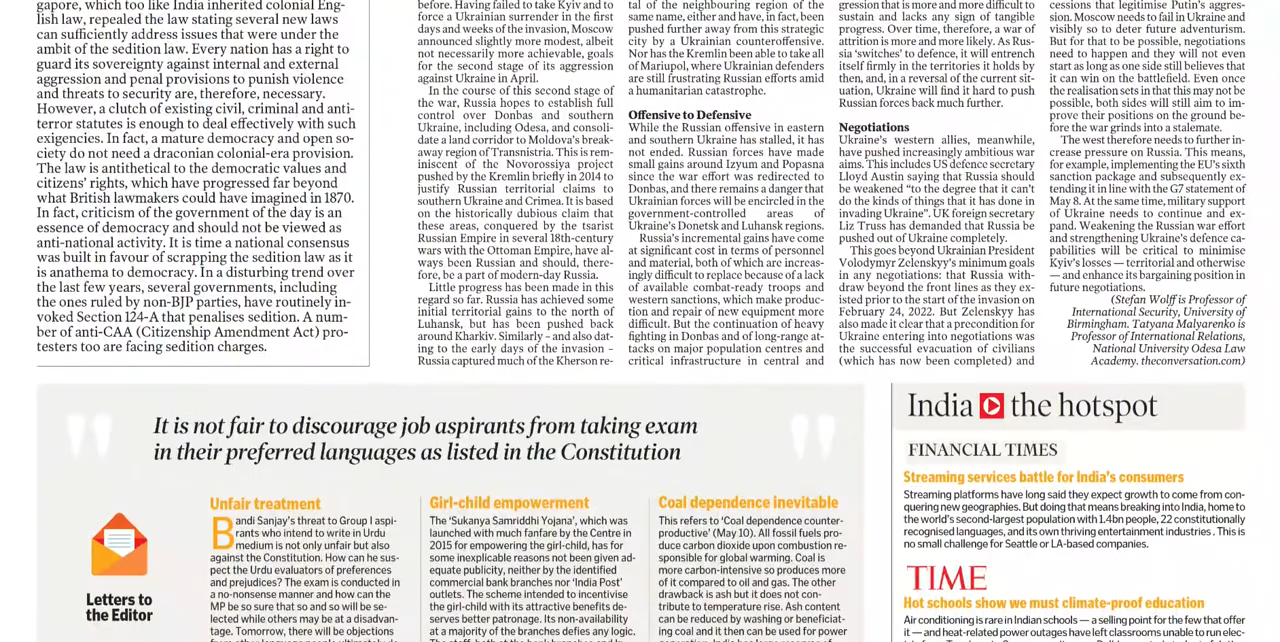 gapore, which too like India inherited colonial Eng-
lish law, repealed the law stating several new laws
can sufficiently address issues that were under the
ambit of the sedition law. Every nation has a right to
guard its sovereignty against internal and external
aggression and penal provisions to punish violence
and threats to security are, therefore, necessary.
However, a clutch of existing civil, criminal and anti-
terror statutes is enough to deal effectively with such
exigencies. In fact, a mature democracy and open so-
ciety do not need a draconian colonial-era provision.
The law is antithetical to the democratic values and
citizens' rights, which have progressed far beyond
what British lawmakers could have imagined in 1870.
In fact, criticism of the government of the day is an
essence of democracy and should not be viewed as
anti-national activity. It is time a national consensus
was built in favour of scrapping the sedition law as it
is anathema to democracy. In a disturbing trend over
the last few years, several governments, including
the ones ruled by non-BJP parties, have routinely in-
voked Section 124-A that penalises sedition. A num-
ber of anti-CAA (Citizenship Amendment Act) pro-
testers too are facing sedition charges.
before. Having failed to take Kyiv and to
force a Ukrainian surrender in the first
days and weeks of the invasion, Moscow
announced slightly more modest, albeit
not necessarily more achievable, goals
for the second stage of its aggression
against Ukraine in April.
In the course of this second stage of
the war, Russia hopes to establish full
control over Donbas and southern
Ukraine, including Odesa, and consoli-
date a land corridor to Moldova's break-
away region of Transnistria. This is rem-
iniscent of the Novorossiya project
pushed by the Kremlin briefly in 2014 to
justify Russian territorial claims to
southern Ukraine and Crimea. It is based
on the historically dubious claim that
these areas, conquered by the tsarist
Russian Empire in several 18th-century
wars with the Ottoman Empire, have al-
ways been Russian and should, there-
fore, be a part of modern-day Russia.
Little progress has been made in this
regard so far. Russia has achieved some
initial territorial gains to the north of
Luhansk, but has been pushed back
around Kharkiv. Similarly – and also dat-
ing to the early days of the invasion –
Russia captured much of the Kherson re-
tal of the neighbouring region of the
same name, either and have, in fact, been
pushed further away from this strategic
city by a Ukrainian counteroffensive.
Nor has the Kremlin been able to take all
of Mariupol, where Ukrainian defenders
are still frustrating Russian efforts amid
a humanitarian catastrophe.
Offensive to Defensive
While the Russian offensive in eastern
and southern Ukraine has stalled, it has
not ended. Russian forces have made
small gains around Izyum and Popasna
since the war effort was redirected to
Donbas, and there remains a danger that
Ukrainian forces will be encircled in the
government-controlled areas of
Ukraine's Donetsk and Luhansk regions.
Russia's incremental gains have come
at significant cost in terms of personnel
and material, both of which are increas-
ingly difficult to replace because of a lack
of available combat-ready troops and
western sanctions, which make produc-
tion and repair of new equipment more
difficult. But the continuation of heavy
fighting in Donbas and of long-range at-
tacks on major population centres and
critical infrastructure in central and
gression that is more and more difficult to
sustain and lacks any sign of tangible
progress. Over time, therefore, a war of
attrition is more and more likely. As Rus-
sia 'switches' to defence, it will entrench
itself firmly in the territories it holds by
then, and, in a reversal of the current sit-
uation, Ukraine will find it hard to push
Russian forces back much further.
Negotiations
Ukraine's western allies, meanwhile,
have pushed increasingly ambitious war
aims. This includes US defence secretary
Lloyd Austin saying that Russia should
be weakened "to the degree that it can't
do the kinds of things that it has done in
invading Ukraine". UK foreign secretary
Liz Truss has demanded that Russia be
pushed out of Ukraine completely.
This goes beyond Ukrainian President
Volodymyr Zelenskyy's minimum goals
in any negotiations: that Russia with-
draw beyond the front lines as they ex-
isted prior to the start of the invasion on
February 24, 2022. But Zelenskyy has
also made it clear that a precondition for
Ukraine entering into negotiations was
the successful evacuation of civilians
(which has now been completed) and
cessions that legitimise Putin's aggres-
sion. Moscow needs to fail in Ukraine and
visibly so to deter future adventurism.
But for that to be possible, negotiations
need to happen and they will not even
start as long as one side still believes that
it can win on the battlefield. Even once
the realisation sets in that this may not be
possible, both sides will still aim to im-
prove their positions on the ground be-
fore the war grinds into a stalemate.
The west therefore needs to further in-
crease pressure on Russia. This means,
for example, implementing the EU's sixth
sanction package and subsequently ex-
tending it in line with the G7 statement of
May 8. At the same time, military support
of Ukraine needs to continue and ex-
pand. Weakening the Russian war effort
and strengthening Ukraine's defence ca-
pabilities will be critical to minimise
Kyiv's losses — territorial and otherwise
— and enhance its bargaining position in
future negotiations.
(Stefan Wolff is Professor of
International Security, University of
Birmingham. Tatyana Malyarenko is
Professor of International Relations,
National University Odesa Law
Academy. theconversation.com)
It is not fair to discourage job aspirants from taking exam
in their preferred languages as listed in the Constitution
Letters to
the Editor
Unfair treatment
Bandi Sanjay's threat to Group I aspi-
rants who intend to write in Urdu
medium is not only unfair but also
against the Constitution. How can he sus-
pect the Urdu evaluators of preferences
and prejudices? The exam is conducted in
a no-nonsense manner and how can the
MP be so sure that so and so will be se-
lected while others may be at a disadvan-
tage. Tomorrow, there will be objections
Girl-child empowerment
The 'Sukanya Samriddhi Yojana', which was
launched with much fanfare by the Centre in
2015 for empowering the girl-child, has for
some inexplicable reasons not been given ad-
equate publicity, neither by the identified
commercial bank branches nor 'India Post'
outlets. The scheme intended to incentivise
the girl-child with its attractive benefits de-
serves better patronage. Its non-availability
at a majority of the branches defies any logic.
Coal dependence inevitable
This refers to 'Coal dependence counter-
productive' (May 10). All fossil fuels pro-
duce carbon dioxide upon combustion re-
sponsible for global warming. Coal is
more carbon-intensive so produces more
of it compared to oil and gas. The other
drawback is ash but it does not con-
tribute to temperature rise. Ash content
can be reduced by washing or beneficiat-
ing coal and it then can be used for power
India the hotspot
FINANCIAL TIMES
Streaming services battle for India's consumers
Streaming platforms have long said they expect growth to come from con-
quering new geographies. But doing that means breaking into India, home to
the world's second-largest population with 1.4bn people, 22 constitutionally
recognised languages, and its own thriving entertainment industries . This is
no small challenge for Seattle or LA-based companies.
TIME
Hot schools show we must climate-proof education
Air conditioning is rare in Indian schools — a selling point for the few that offer
it — and heat-related power outages have left classrooms unable to run elec-